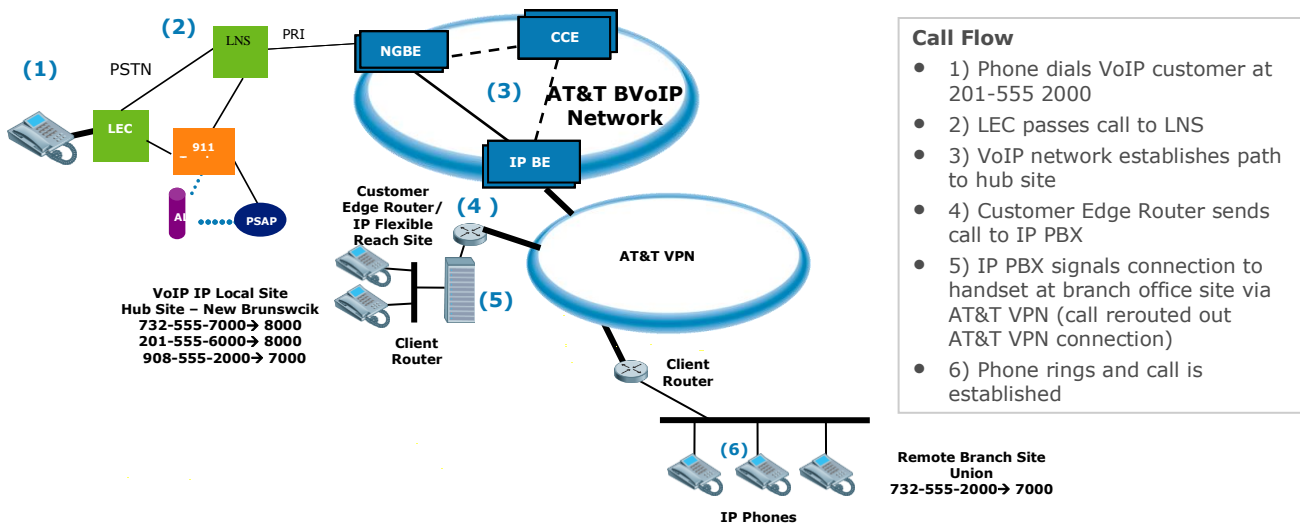 (1)
PSTN
(2)
LNS
PRI
LEC
911
PSAP
NGBE
CCE
(3)
AT&T BVoIP
Network
IP BE
Customer
Edge Router/
IP Flexible
Reach Site
(4 )
(5)
Client
Router
AT&T VPN
VoIP IP Local Site
Hub Site – New Brunswcik
732-555-7000→ 8000
201-555-6000→ 8000
908-555-2000→ 7000
Client
Router
(6)
IP Phones
Remote Branch Site
Union
732-555-2000→ 7000
Call Flow
• 1) Phone dials VoIP customer at
201-555 2000
• 2) LEC passes call to LNS
• 3) VoIP network establishes path
to hub site
• 4) Customer Edge Router sends
call to IP PBX
• 5) IP PBX signals connection to
handset at branch office site via
AT&T VPN (call rerouted out
AT&T VPN connection)
• 6) Phone rings and call is
established